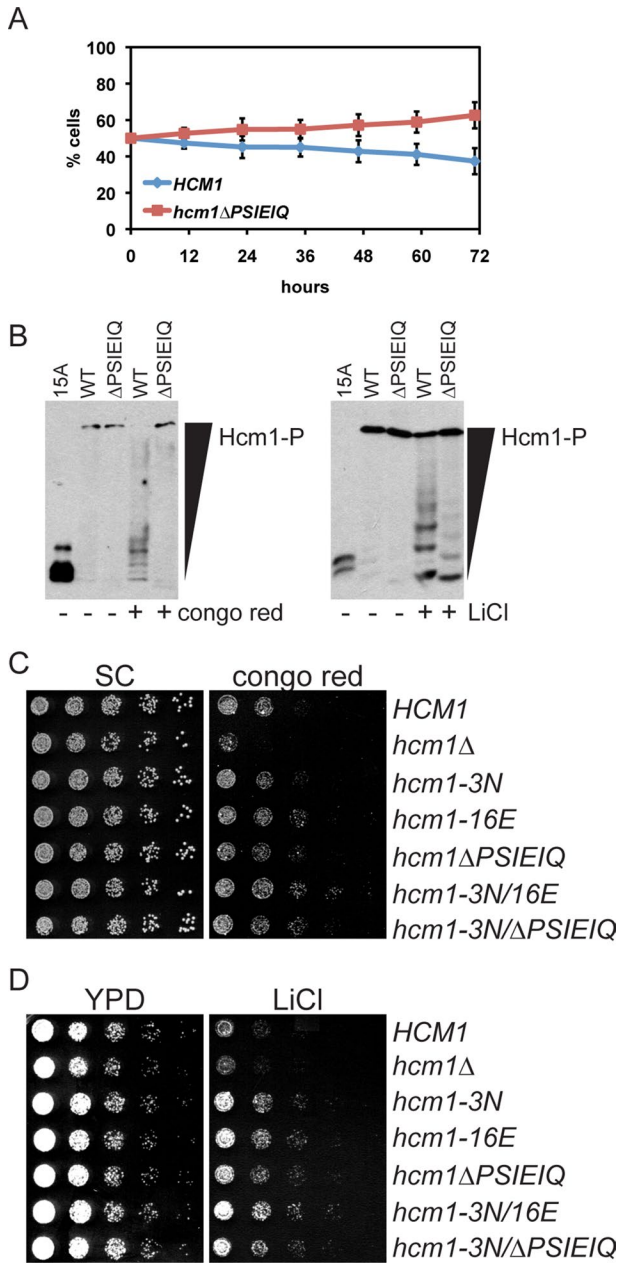 A
100
80
60
40
20
0
% cells
HCM1
hcm1ΔPSIEIQ
0 12 24 36 48 60 72
hours
B
15A WT ΔPSIEIQ WT ΔPSIEIQ
Hcm1-P
- - - + + congo red
15A WT ΔPSIEIQ WT ΔPSIEIQ
Hcm1-P
- - - + + LiCl
C
SC congo red
HCM1
hcm1Δ
hcm1-3N
hcm1-16E
hcm1ΔPSIEIQ
hcm1-3N/16E
hcm1-3N/ΔPSIEIQ
D
YPD LiCl
HCM1
hcm1Δ
hcm1-3N
hcm1-16E
hcm1ΔPSIEIQ
hcm1-3N/16E
hcm1-3N/ΔPSIEIQ